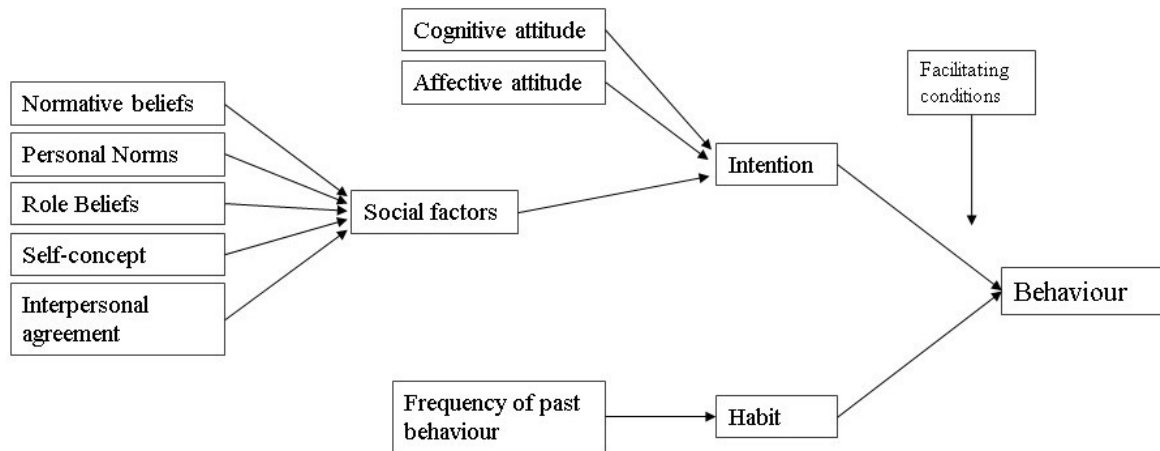 Cognitive attitude
Affective attitude
Facilitating
conditions
Normative beliefs
Personal Norms
Role Beliefs
Self-concept
Interpersonal
agreement
Social factors
Intention
Behaviour
Frequency of past
behaviour
Habit